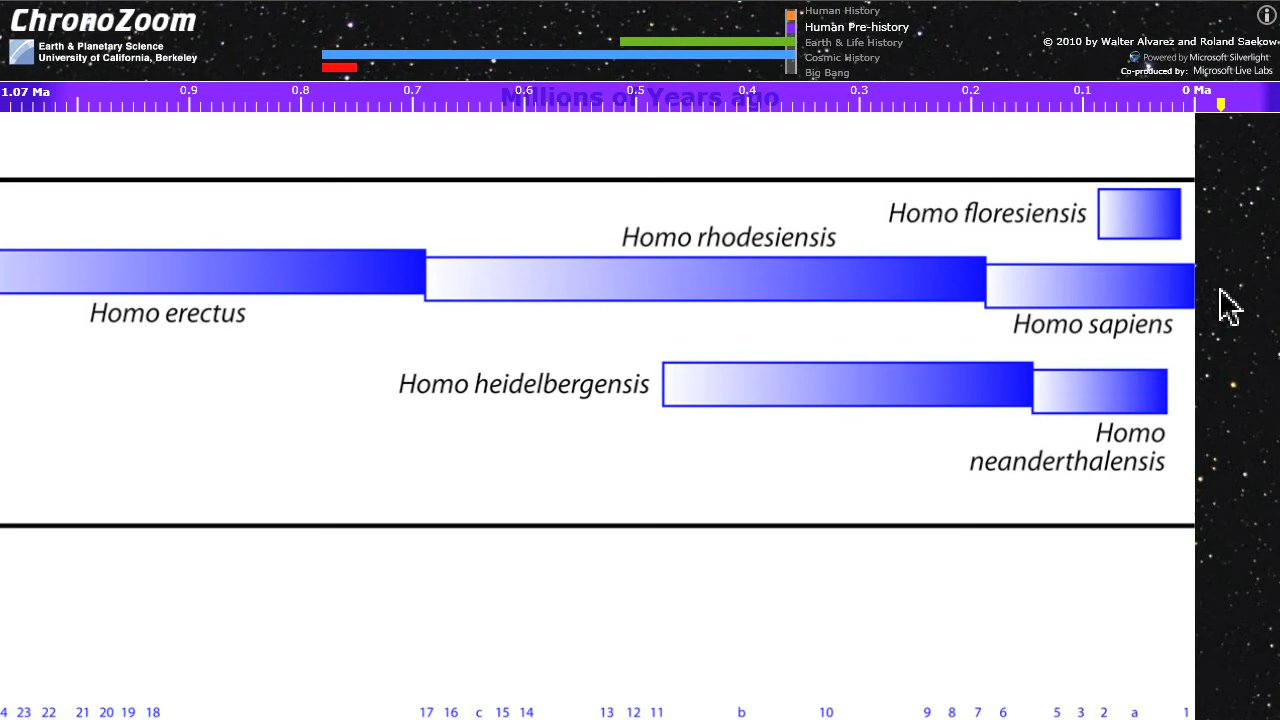 ChronoZoom
Earth & Planetary Science
University of California, Berkeley
Human History
Human Pre-history
Earth & Life History
Cosmic History
Big Bang
© 2010 by Walter Alvarez and Roland Saekow
Powered by Microsoft Silverlight
Co-produced by: Microsoft Live Labs
1.07 Ma 0.9 0.8 0.7 0.6 0.5 0.4 0.3 0.2 0.1 0 Ma
Millions of Years ago
Homo floresiensis
Homo rhodesiensis
Homo erectus
Homo sapiens
Homo heidelbergensis
Homo
neanderthalensis
4 23 22 21 20 19 18 17 16 c 15 14 13 12 11 b 10 9 8 7 6 5 3 2 a 1